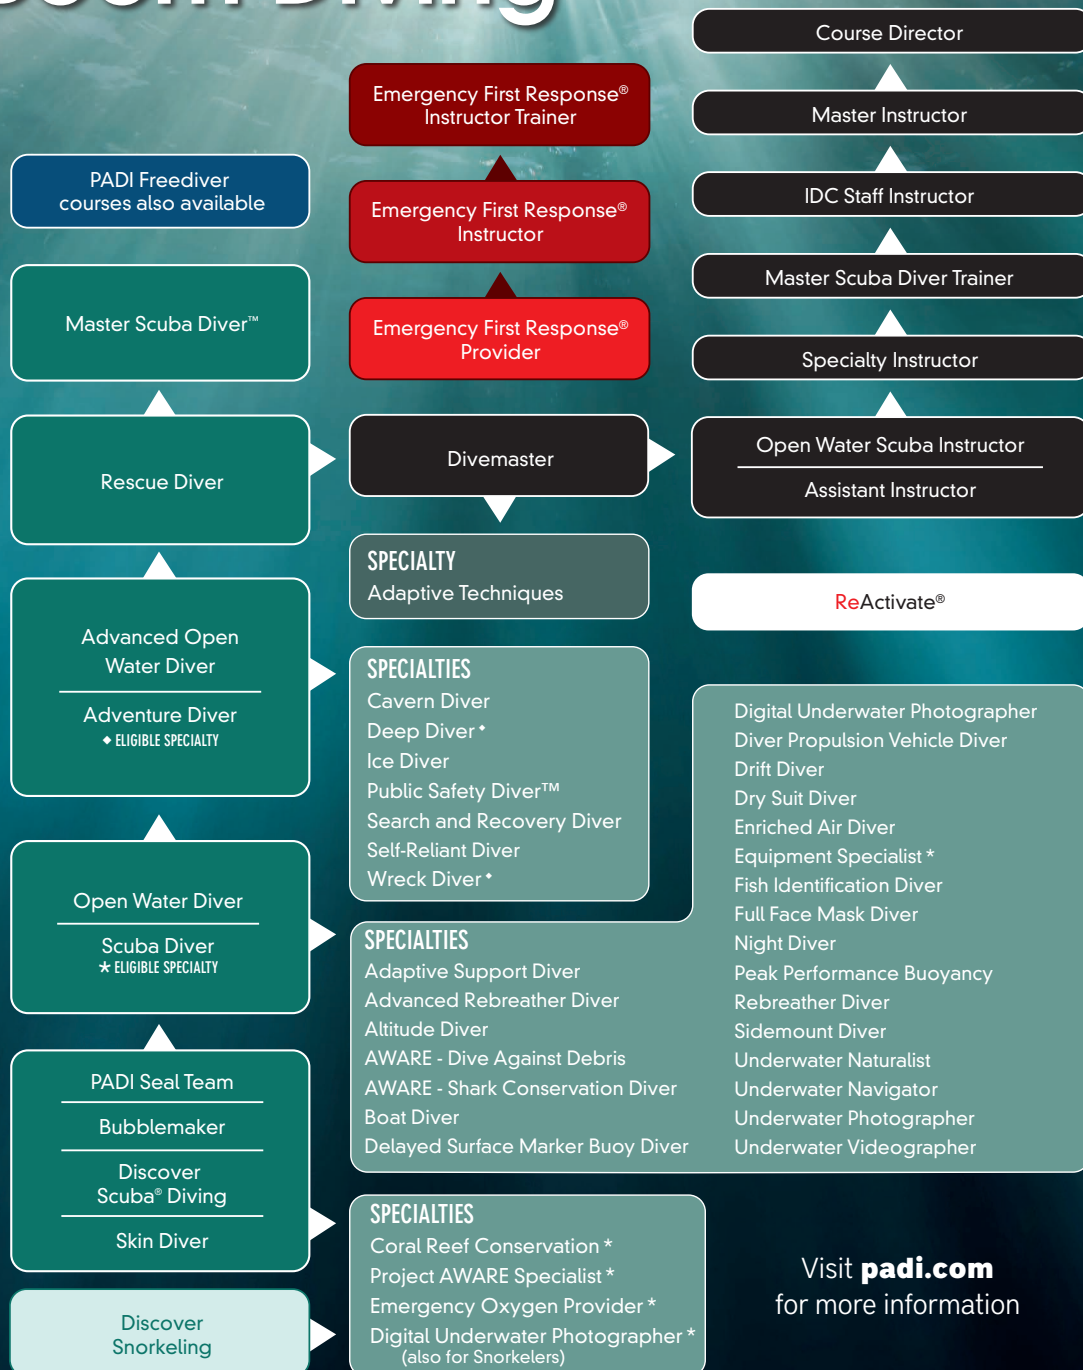 Diving
Course Director
Master Instructor
IDC Staff Instructor
Master Scuba Diver Trainer
Specialty Instructor
Open Water Scuba Instructor
Assistant Instructor
Emergency First Response®
Instructor Trainer
Emergency First Response®
Instructor
Emergency First Response®
Provider
PADI Freediver
courses also available
Master Scuba Diver™
Rescue Diver
Divemaster
SPECIALTY
Adaptive Techniques
ReActivate®
Advanced Open
Water Diver
Adventure Diver
◆ ELIGIBLE SPECIALTY
SPECIALTIES
Cavern Diver
Deep Diver ◆
Ice Diver
Public Safety Diver™
Search and Recovery Diver
Self-Reliant Diver
Wreck Diver ◆
Open Water Diver
Scuba Diver
* ELIGIBLE SPECIALTY
SPECIALTIES
Adaptive Support Diver
Advanced Rebreather Diver
Altitude Diver
AWARE - Dive Against Debris
AWARE - Shark Conservation Diver
Boat Diver
Delayed Surface Marker Buoy Diver
Digital Underwater Photographer
Diver Propulsion Vehicle Diver
Drift Diver
Dry Suit Diver
Enriched Air Diver
Equipment Specialist *
Fish Identification Diver
Full Face Mask Diver
Night Diver
Peak Performance Buoyancy
Rebreather Diver
Sidemount Diver
Underwater Naturalist
Underwater Navigator
Underwater Photographer
Underwater Videographer
PADI Seal Team
Bubblemaker
Discover
Scuba® Diving
Skin Diver
Discover
Snorkeling
SPECIALTIES
Coral Reef Conservation *
Project AWARE Specialist *
Emergency Oxygen Provider *
Digital Underwater Photographer *
(also for Snorkelers)
Visit padi.com
for more information